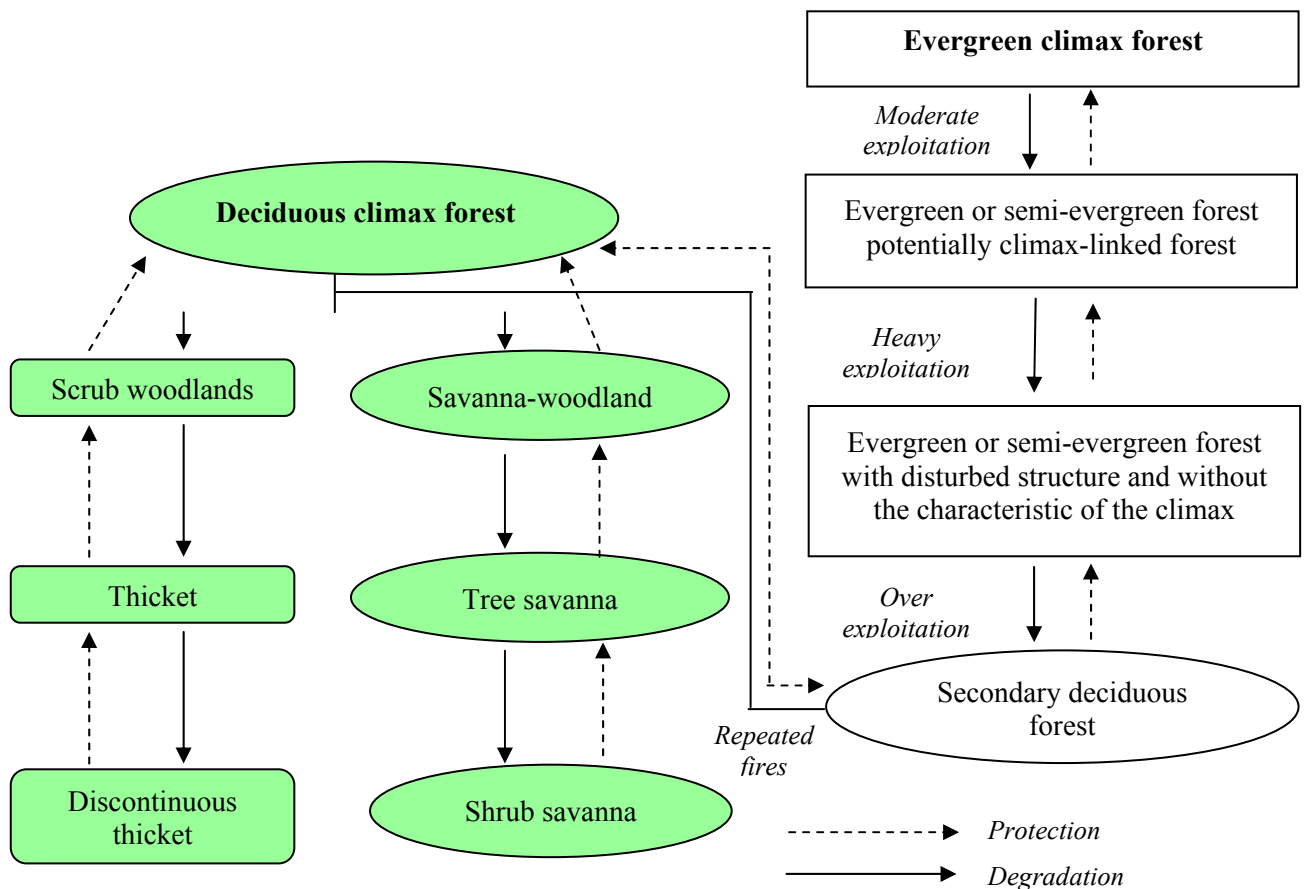 Evergreen climax forest
Moderate
exploitation
Evergreen or semi-evergreen forest
potentially climax-linked forest
Heavy
exploitation
Evergreen or semi-evergreen forest
with disturbed structure and without
the characteristic of the climax
Over
exploitation
Secondary deciduous
forest
Repeated
fires
Deciduous climax forest
Scrub woodlands
Thicket
Discontinuous
thicket
Savanna-woodland
Tree savanna
Shrub savanna
Protection
Degradation